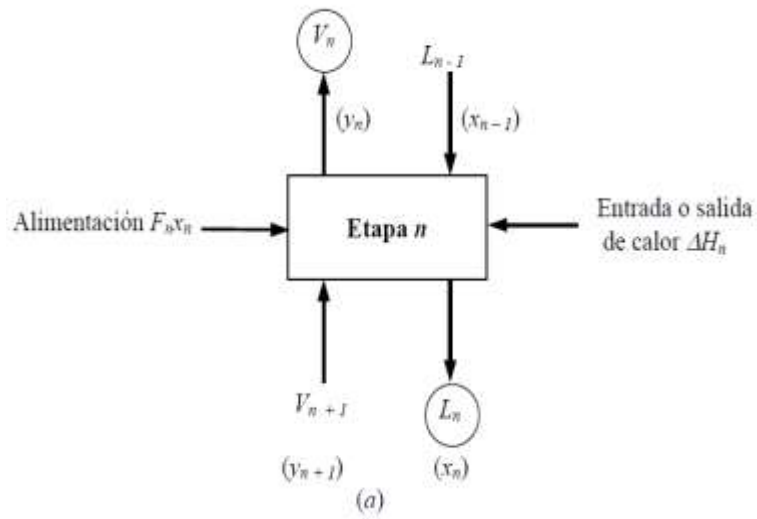 Vₙ
Lₙ₋₁
(yₙ)
(xₙ₋₁)
Alimentación Fₙxₙ
Etapa n
Entrada o salida
de calor ΔHₙ
Vₙ ₊ ₁
Lₙ
(yₙ₊₁)
(xₙ)
(a)